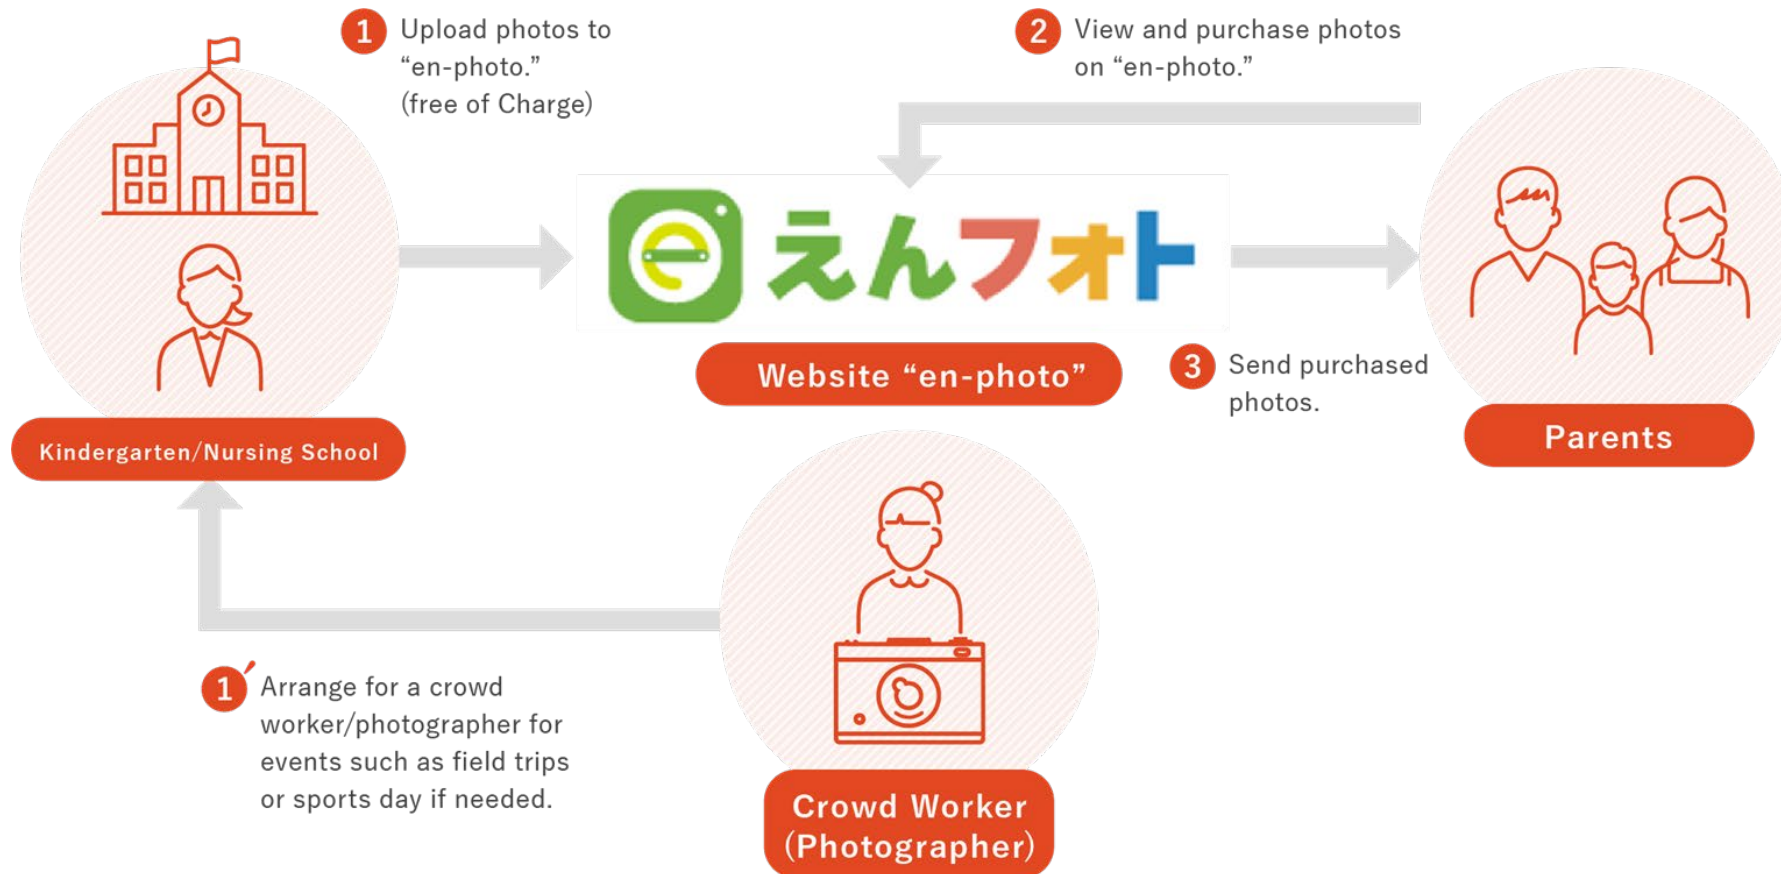 1 Upload photos to
“en-photo.”
(free of Charge)
2 View and purchase photos
on “en-photo.”
e えんフォト
Website “en-photo”
3 Send purchased
photos.
Kindergarten/Nursing School
Parents
1′ Arrange for a crowd
worker/photographer for
events such as field trips
or sports day if needed.
Crowd Worker
(Photographer)